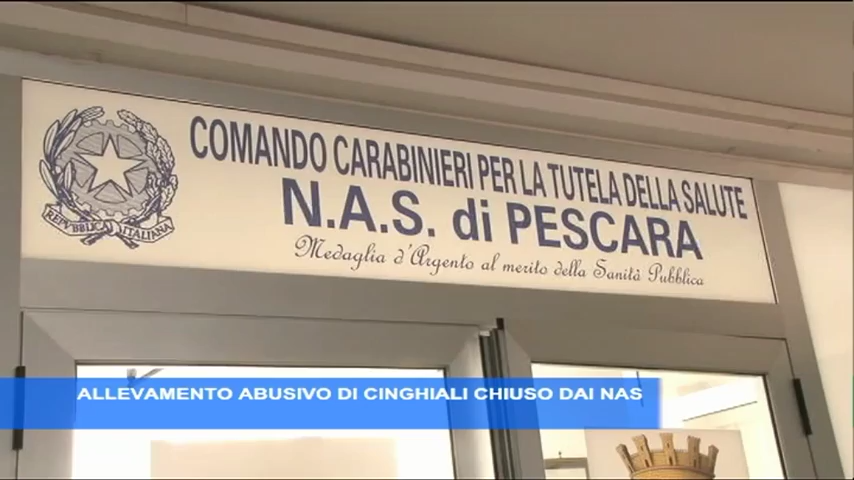 COMANDO CARABINIERI PER LA TUTELA DELLA SALUTE
N.A.S. di PESCARA
Medaglia d'Argento al merito della Sanità Pubblica
REPVBBLICA ITALIANA
ALLEVAMENTO ABUSIVO DI CINGHIALI CHIUSO DAI NAS